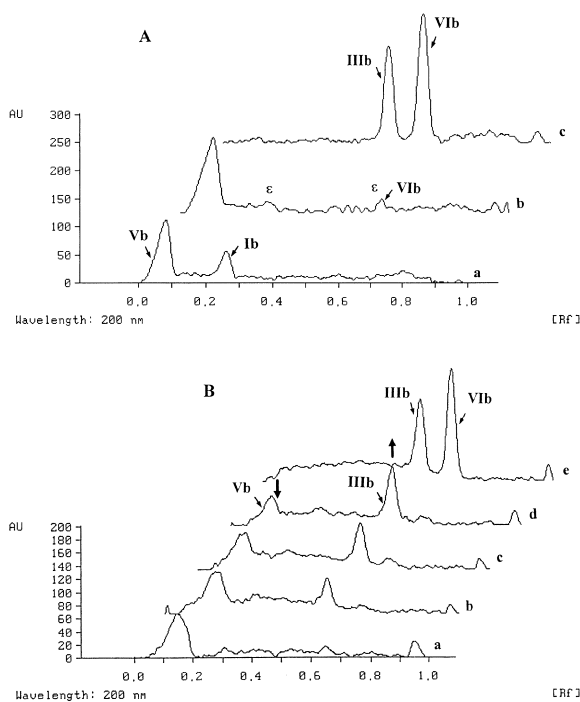 A
VIb
IIIb
AU
300
250
c
200
150
ε
ε
VIb
b
100
Vb
Ib
50
a
0
0.0 0.2 0.4 0.6 0.8 1.0
Wavelength: 200 nm [Rf]
B
IIIb
VIb
e
Vb
IIIb
d
AU
200
180
160
c
140
120
100
b
80
60
40
a
20
0
0.0 0.2 0.4 0.6 0.8 1.0
Wavelength: 200 nm [Rf]